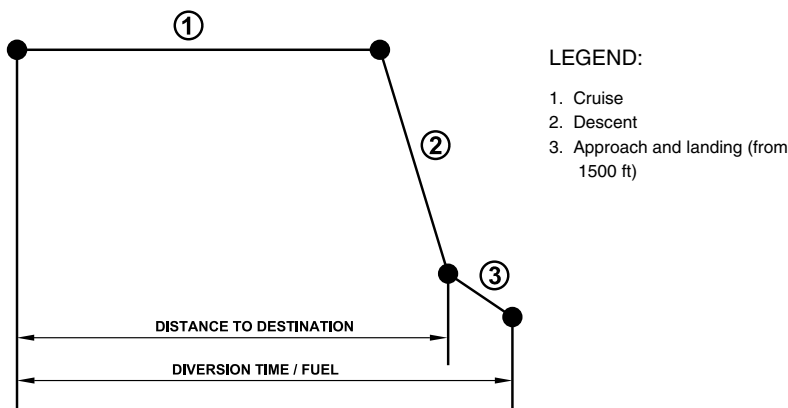 1
LEGEND:
1. Cruise
2. Descent
3. Approach and landing (from
1500 ft)
2
3
DISTANCE TO DESTINATION
DIVERSION TIME / FUEL